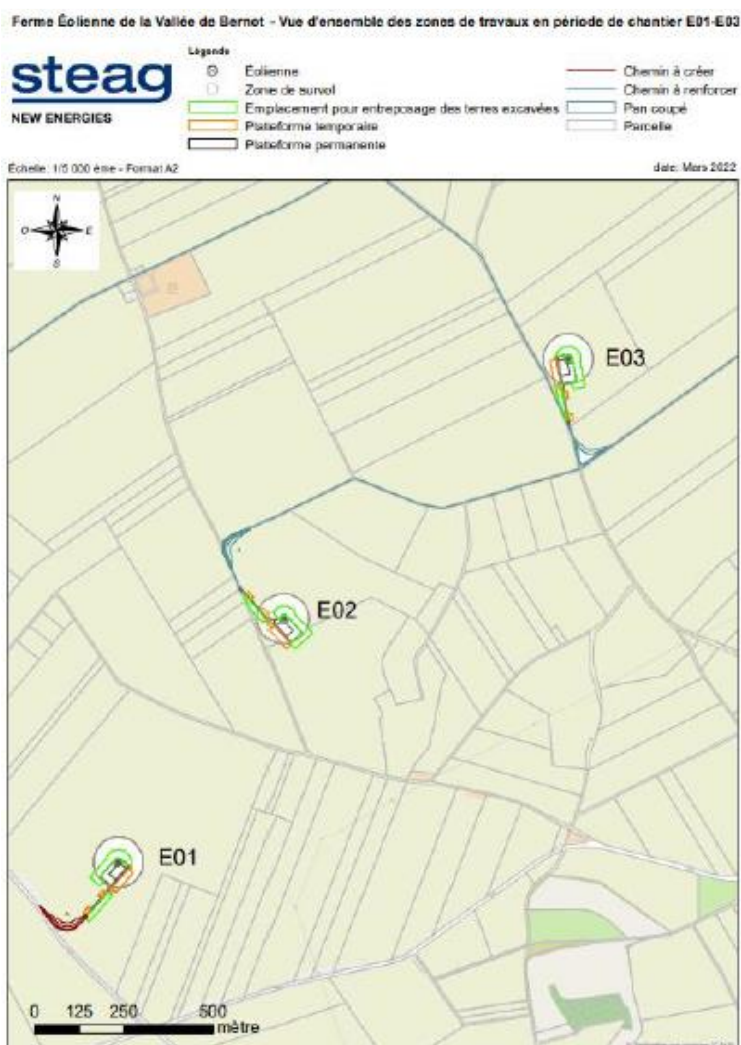 Ferme Éolienne de la Vallée de Bernot - Vue d'ensemble des zones de travaux en période de chantier E01-E03
steag
NEW ENERGIES
Légende
Éolienne
Zone de survol
Emplacement pour entreposage des terres excavées
Plateforme temporaire
Plateforme permanente
Chemin à créer
Chemin à renforcer
Pan coupé
Parcelle
Échelle: 1/5 000 ème - Format A2
date: Mars 2022
N
O
E
S
E03
E02
E01
0 125 250 500
mètre